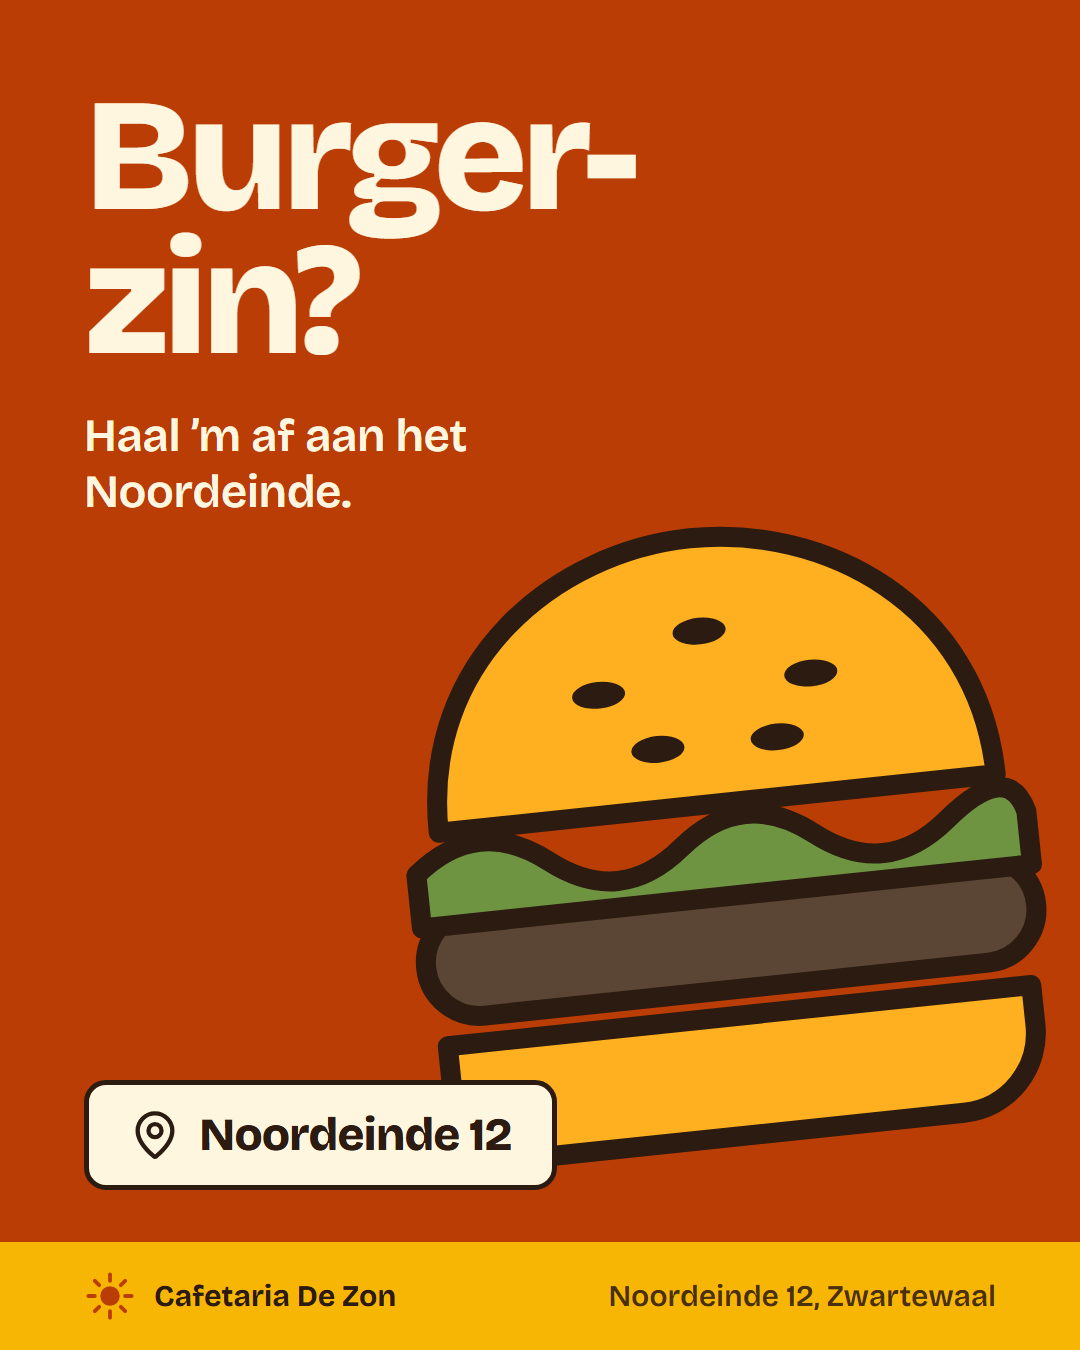 Burger-
zin?
Haal ’m af aan het
Noordeinde.
Noordeinde 12
Cafetaria De Zon
Noordeinde 12, Zwartewaal